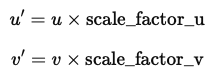 u′ = u × scale_factor_u
v′ = v × scale_factor_v